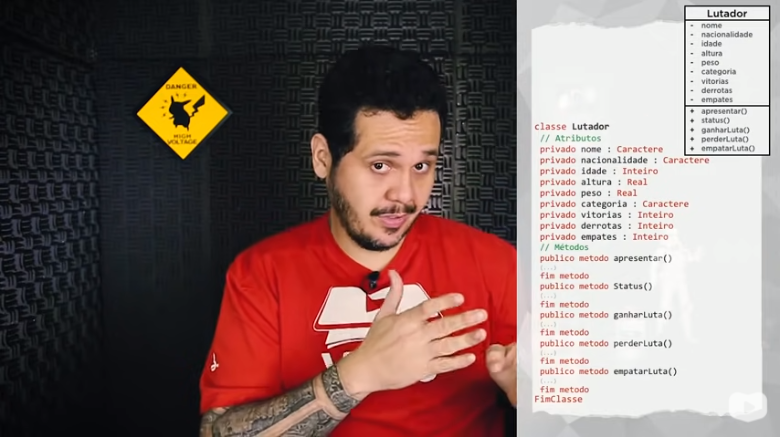 DANGER
HIGH
VOLTAGE
Lutador
- nome
- nacionalidade
- idade
- altura
- peso
- categoria
- vitorias
- derrotas
- empates
+ apresentar()
+ status()
+ ganharLuta()
+ perderLuta()
+ empatarLuta()
classe Lutador
// Atributos
privado nome : Caractere
privado nacionalidade : Caractere
privado idade : Inteiro
privado altura : Real
privado peso : Real
privado categoria : Caractere
privado vitorias : Inteiro
privado derrotas : Inteiro
privado empates : Inteiro
// Métodos
publico metodo apresentar()
(...)
fim metodo
publico metodo Status()
fim metodo
publico metodo ganharLuta()
(...)
fim metodo
publico metodo perderLuta()
(...)
fim metodo
publico metodo empatarLuta()
(...)
fim metodo
FimClasse